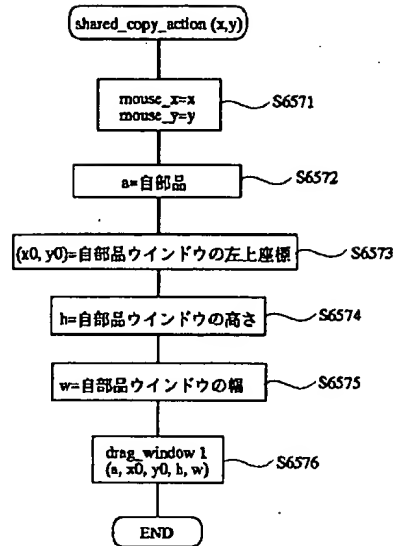 shared_copy_action (x,y)
mouse_x=x
mouse_y=y
S6571
a=自部品
S6572
(x0, y0)=自部品ウインドウの左上座標
S6573
h=自部品ウインドウの高さ
S6574
w=自部品ウインドウの幅
S6575
drag_window 1
(a, x0, y0, h, w)
S6576
END